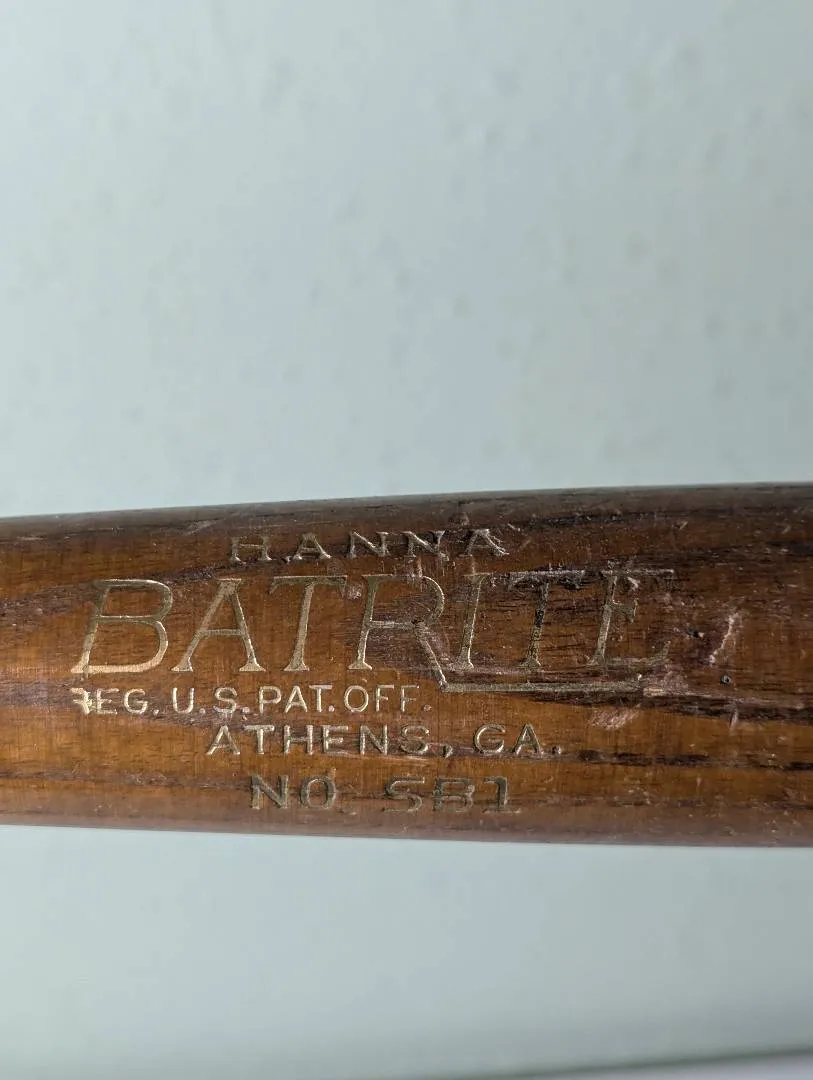 HANNA
BATRITE
REG. U.S. PAT. OFF.
ATHENS, GA.
NO SB1